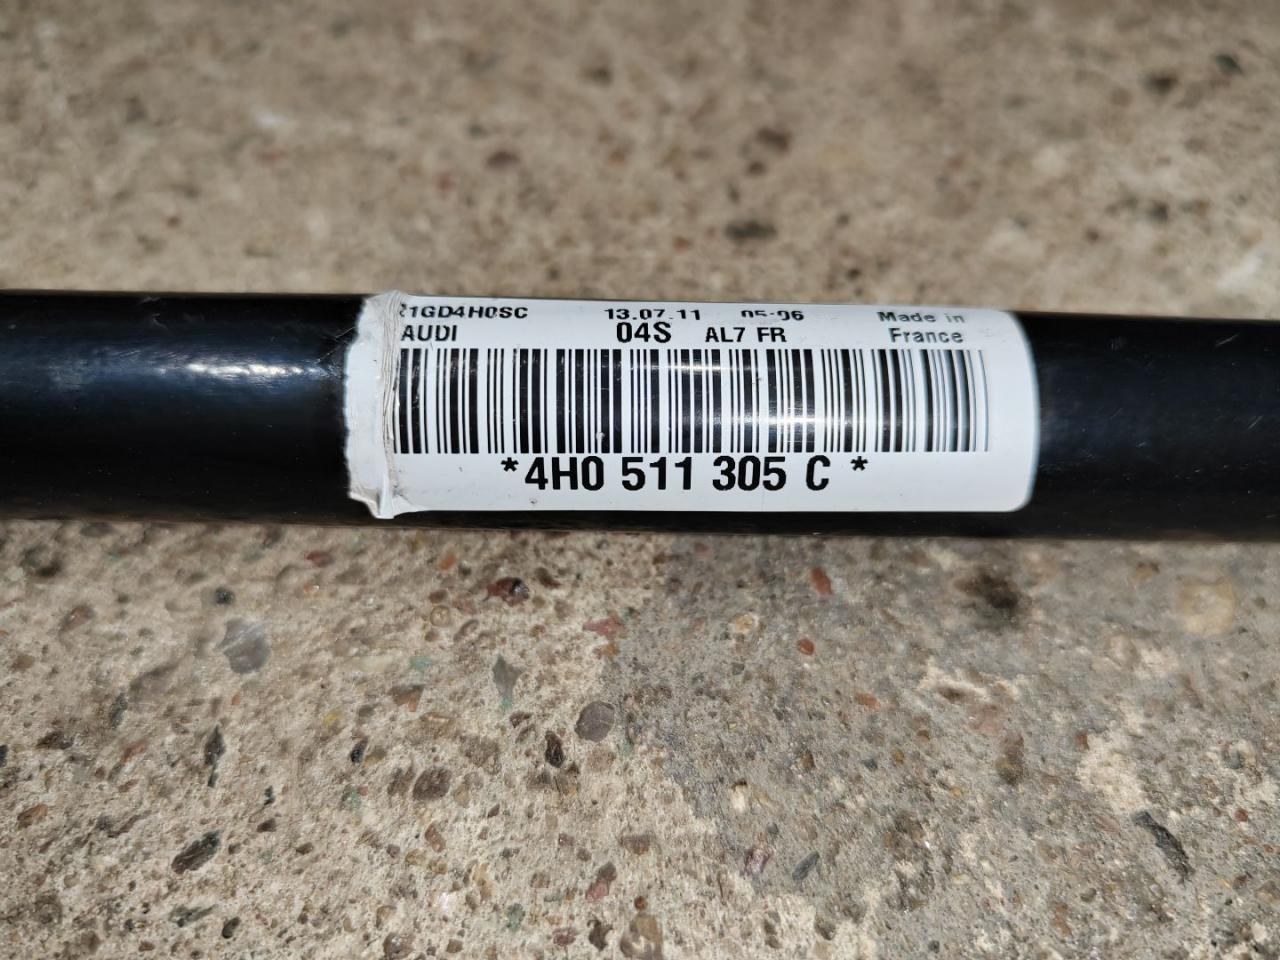 R1GD4H0SC 13.07.11 05:06 Made in
AUDI 04S AL7 FR France
*4H0 511 305 C *